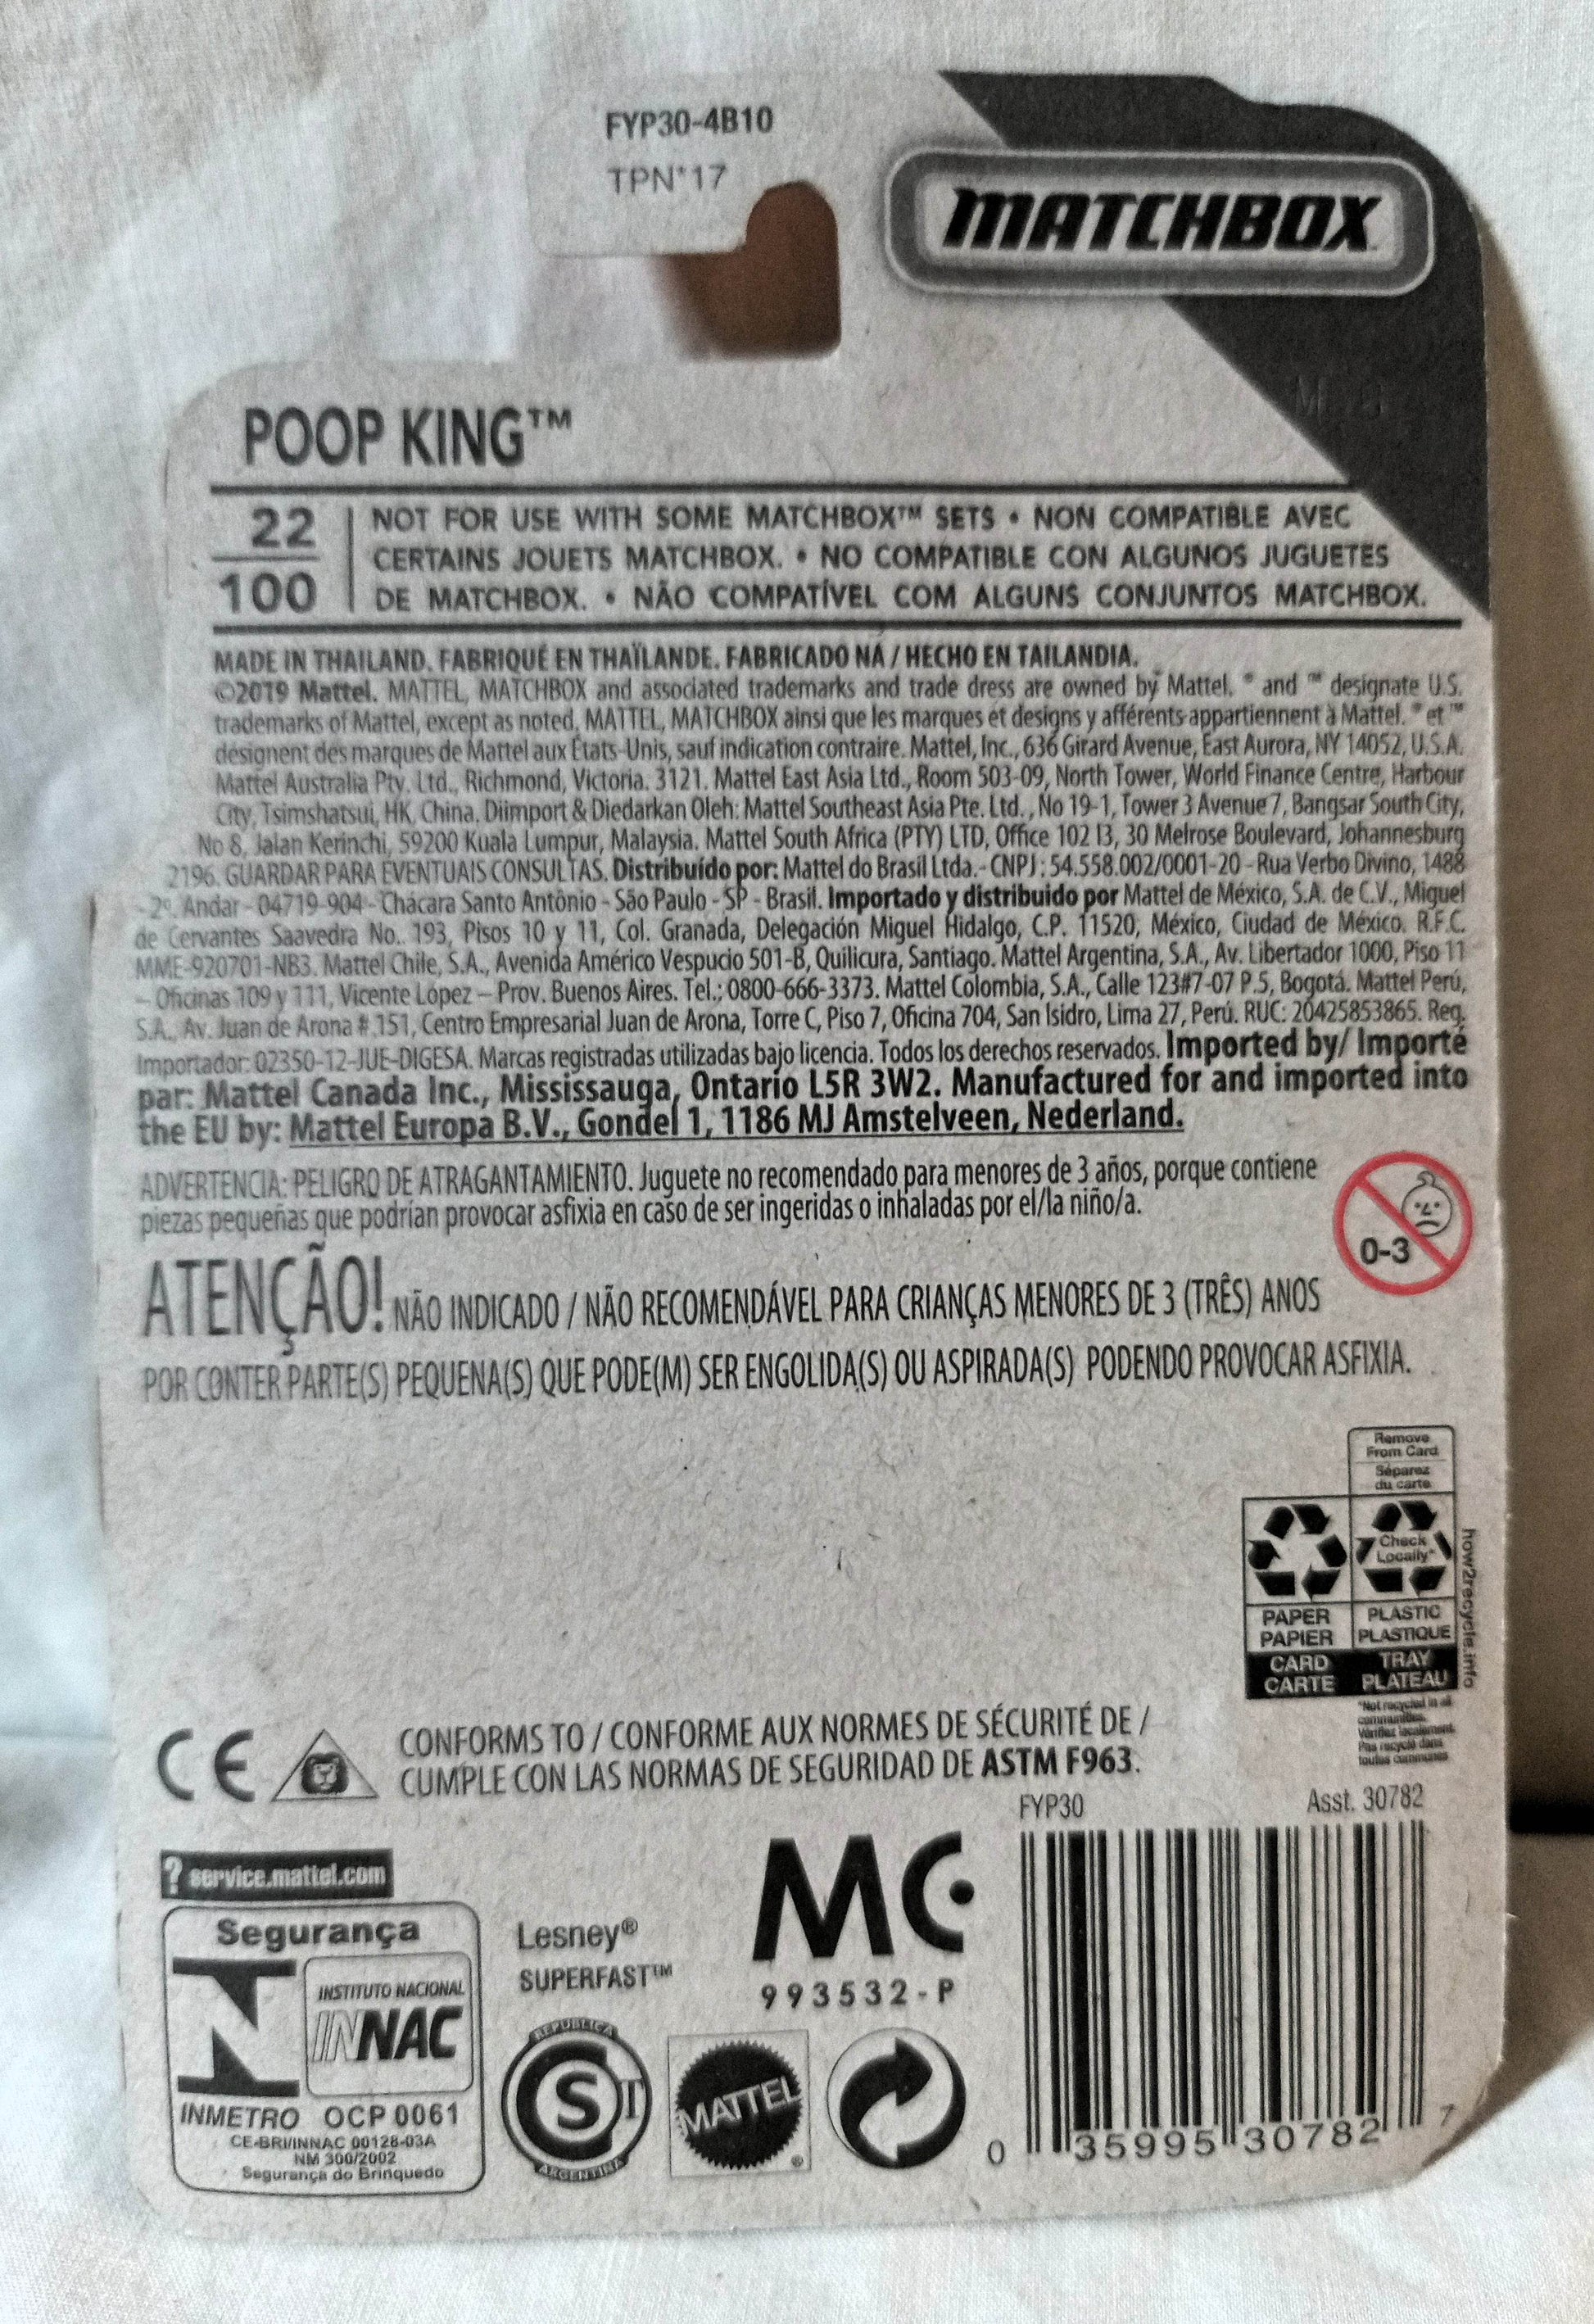 FYP30-4B10
TPN*17
MATCHBOX
POOP KING™
22
100
NOT FOR USE WITH SOME MATCHBOX™ SETS • NON COMPATIBLE AVEC
CERTAINS JOUETS MATCHBOX. • NO COMPATIBLE CON ALGUNOS JUGUETES
DE MATCHBOX. • NÃO COMPATÍVEL COM ALGUNS CONJUNTOS MATCHBOX.
MADE IN THAILAND. FABRIQUÉ EN THAÏLANDE. FABRICADO NA / HECHO EN TAILANDIA.
©2019 Mattel. MATTEL, MATCHBOX and associated trademarks and trade dress are owned by Mattel. ® and ™ designate U.S.
trademarks of Mattel, except as noted. MATTEL, MATCHBOX ainsi que les marques et designs y afférents appartiennent à Mattel. ® et ™
désignent des marques de Mattel aux États-Unis, sauf indication contraire. Mattel, Inc., 636 Girard Avenue, East Aurora, NY 14052, U.S.A.
Mattel Australia Pty. Ltd., Richmond, Victoria. 3121. Mattel East Asia Ltd., Room 503-09, North Tower, World Finance Centre, Harbour
City, Tsimshatsui, HK, China. Diimport & Diedarkan Oleh: Mattel Southeast Asia Pte. Ltd. , No 19-1, Tower 3 Avenue 7, Bangsar South City,
No 8, Jalan Kerinchi, 59200 Kuala Lumpur, Malaysia. Mattel South Africa (PTY) LTD, Office 102 I3, 30 Melrose Boulevard, Johannesburg
2196. GUARDAR PARA EVENTUAIS CONSULTAS. Distribuído por: Mattel do Brasil Ltda.- CNPJ : 54.558.002/0001-20 - Rua Verbo Divino, 1488
- 2º. Andar - 04719-904 - Chácara Santo Antônio - São Paulo - SP - Brasil. Importado y distribuido por Mattel de México, S.A. de C.V., Miguel
de Cervantes Saavedra No. 193, Pisos 10 y 11, Col. Granada, Delegación Miguel Hidalgo, C.P. 11520, México, Ciudad de México. R.F.C.
MME-920701-NB3. Mattel Chile, S.A., Avenida Américo Vespucio 501-B, Quilicura, Santiago. Mattel Argentina, S.A., Av. Libertador 1000, Piso 11
– Oficinas 109 y 111, Vicente López – Prov. Buenos Aires. Tel.: 0800-666-3373. Mattel Colombia, S.A., Calle 123#7-07 P.5, Bogotá. Mattel Perú,
S.A., Av. Juan de Arona # 151, Centro Empresarial Juan de Arona, Torre C, Piso 7, Oficina 704, San Isidro, Lima 27, Perú. RUC: 20425853865. Reg.
Importador: 02350-12-JUE-DIGESA. Marcas registradas utilizadas bajo licencia. Todos los derechos reservados. Imported by/ Importé
par: Mattel Canada Inc., Mississauga, Ontario L5R 3W2. Manufactured for and imported into
the EU by: Mattel Europa B.V., Gondel 1, 1186 MJ Amstelveen, Nederland.
ADVERTENCIA: PELIGRO DE ATRAGANTAMIENTO. Juguete no recomendado para menores de 3 años, porque contiene
piezas pequeñas que podrían provocar asfixia en caso de ser ingeridas o inhaladas por el/la niño/a.
0-3
ATENÇÃO! NÃO INDICADO / NÃO RECOMENDÁVEL PARA CRIANÇAS MENORES DE 3 (TRÊS) ANOS
POR CONTER PARTE(S) PEQUENA(S) QUE PODE(M) SER ENGOLIDA(S) OU ASPIRADA(S) PODENDO PROVOCAR ASFIXIA.
Remove
From Card
Séparez
du carte
Check
Locally*
PAPER
PAPIER
PLASTIC
PLASTIQUE
CARD
CARTE
TRAY
PLATEAU
how2recycle.info
*Not recycled in all
communities.
Vérifiez localement.
Pas recyclé dans
toutes communes
CE
CONFORMS TO / CONFORME AUX NORMES DE SÉCURITÉ DE /
CUMPLE CON LAS NORMAS DE SEGURIDAD DE ASTM F963.
FYP30
Asst. 30782
? service.mattel.com
Segurança
INSTITUTO NACIONAL
INNAC
INMETRO OCP 0061
CE-BRI/INNAC 00128-03A
NM 300/2002
Segurança do Brinquedo
Lesney®
SUPERFAST™
MC
993532-P
REPUBLICA
S
ARGENTINA
MATTEL®
0 35995 30782 7